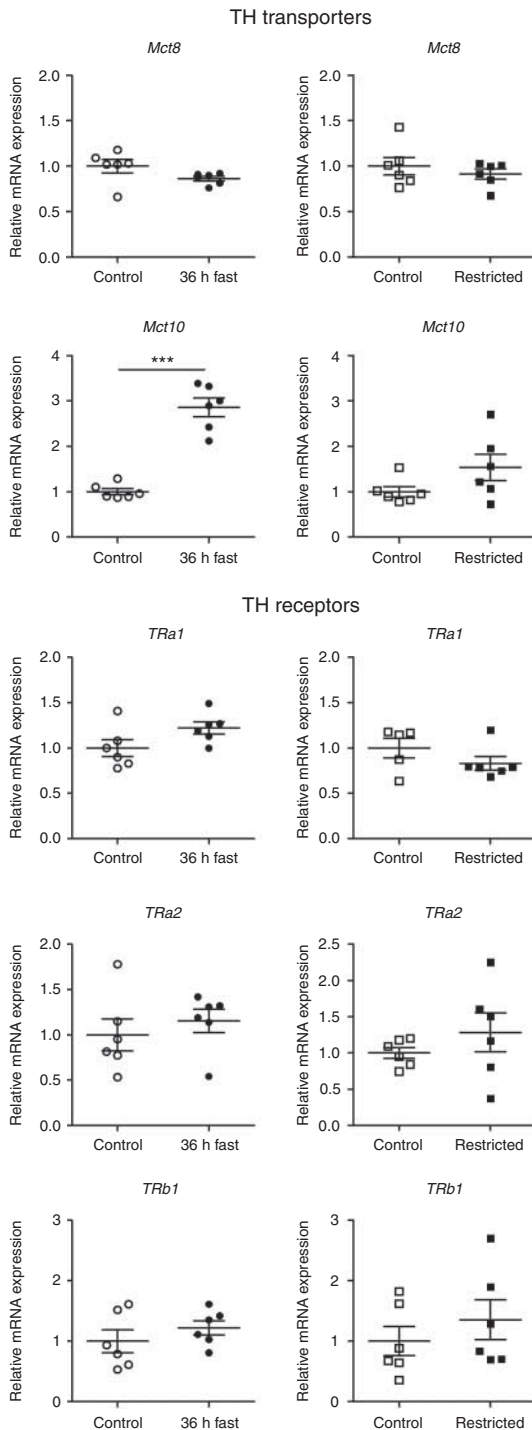 TH transporters
Mct8
Mct8
Relative mRNA expression
2.0
1.5
1.0
0.5
0.0
Control
36 h fast
Relative mRNA expression
2.0
1.5
1.0
0.5
0.0
Control
Restricted
Mct10
Mct10
Relative mRNA expression
4
3
2
1
0
***
Control
36 h fast
Relative mRNA expression
4
3
2
1
0
Control
Restricted
TH receptors
TRa1
TRa1
Relative mRNA expression
2.0
1.5
1.0
0.5
0.0
Control
36 h fast
Relative mRNA expression
2.0
1.5
1.0
0.5
0.0
Control
Restricted
TRa2
TRa2
Relative mRNA expression
2.0
1.5
1.0
0.5
0.0
Control
36 h fast
Relative mRNA expression
2.5
2.0
1.5
1.0
0.5
0.0
Control
Restricted
TRb1
TRb1
Relative mRNA expression
3
2
1
0
Control
36 h fast
Relative mRNA expression
3
2
1
0
Control
Restricted